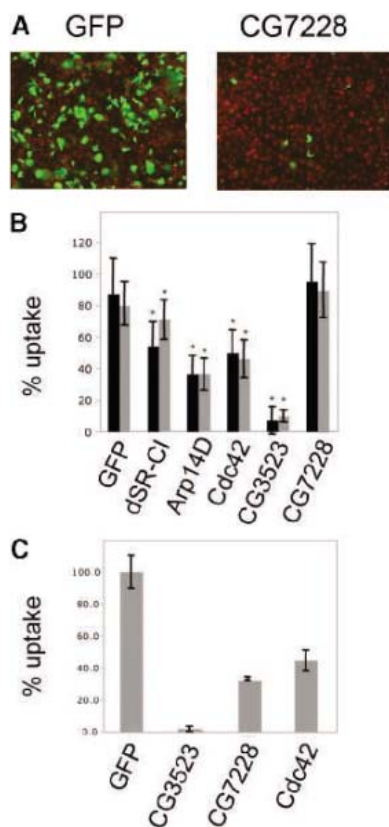 A
GFP
CG7228
B
% uptake
120
100
80
60
40
20
0
* * * * * * * *
GFP
dSR-CI
Arp14D
Cdc42
CG3523
CG7228
C
% uptake
100.0
80.0
60.0
40.0
20.0
0.0
GFP
CG3523
CG7228
Cdc42